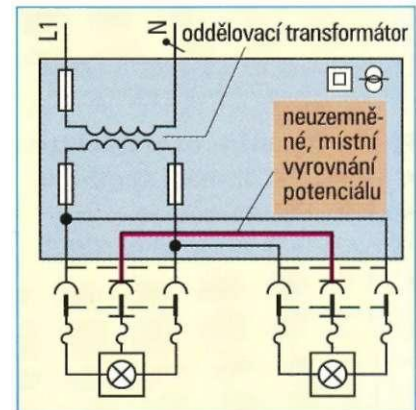 L1
N
oddělovací transformátor
neuzemně-
né, místní
vyrovnání
potenciálu